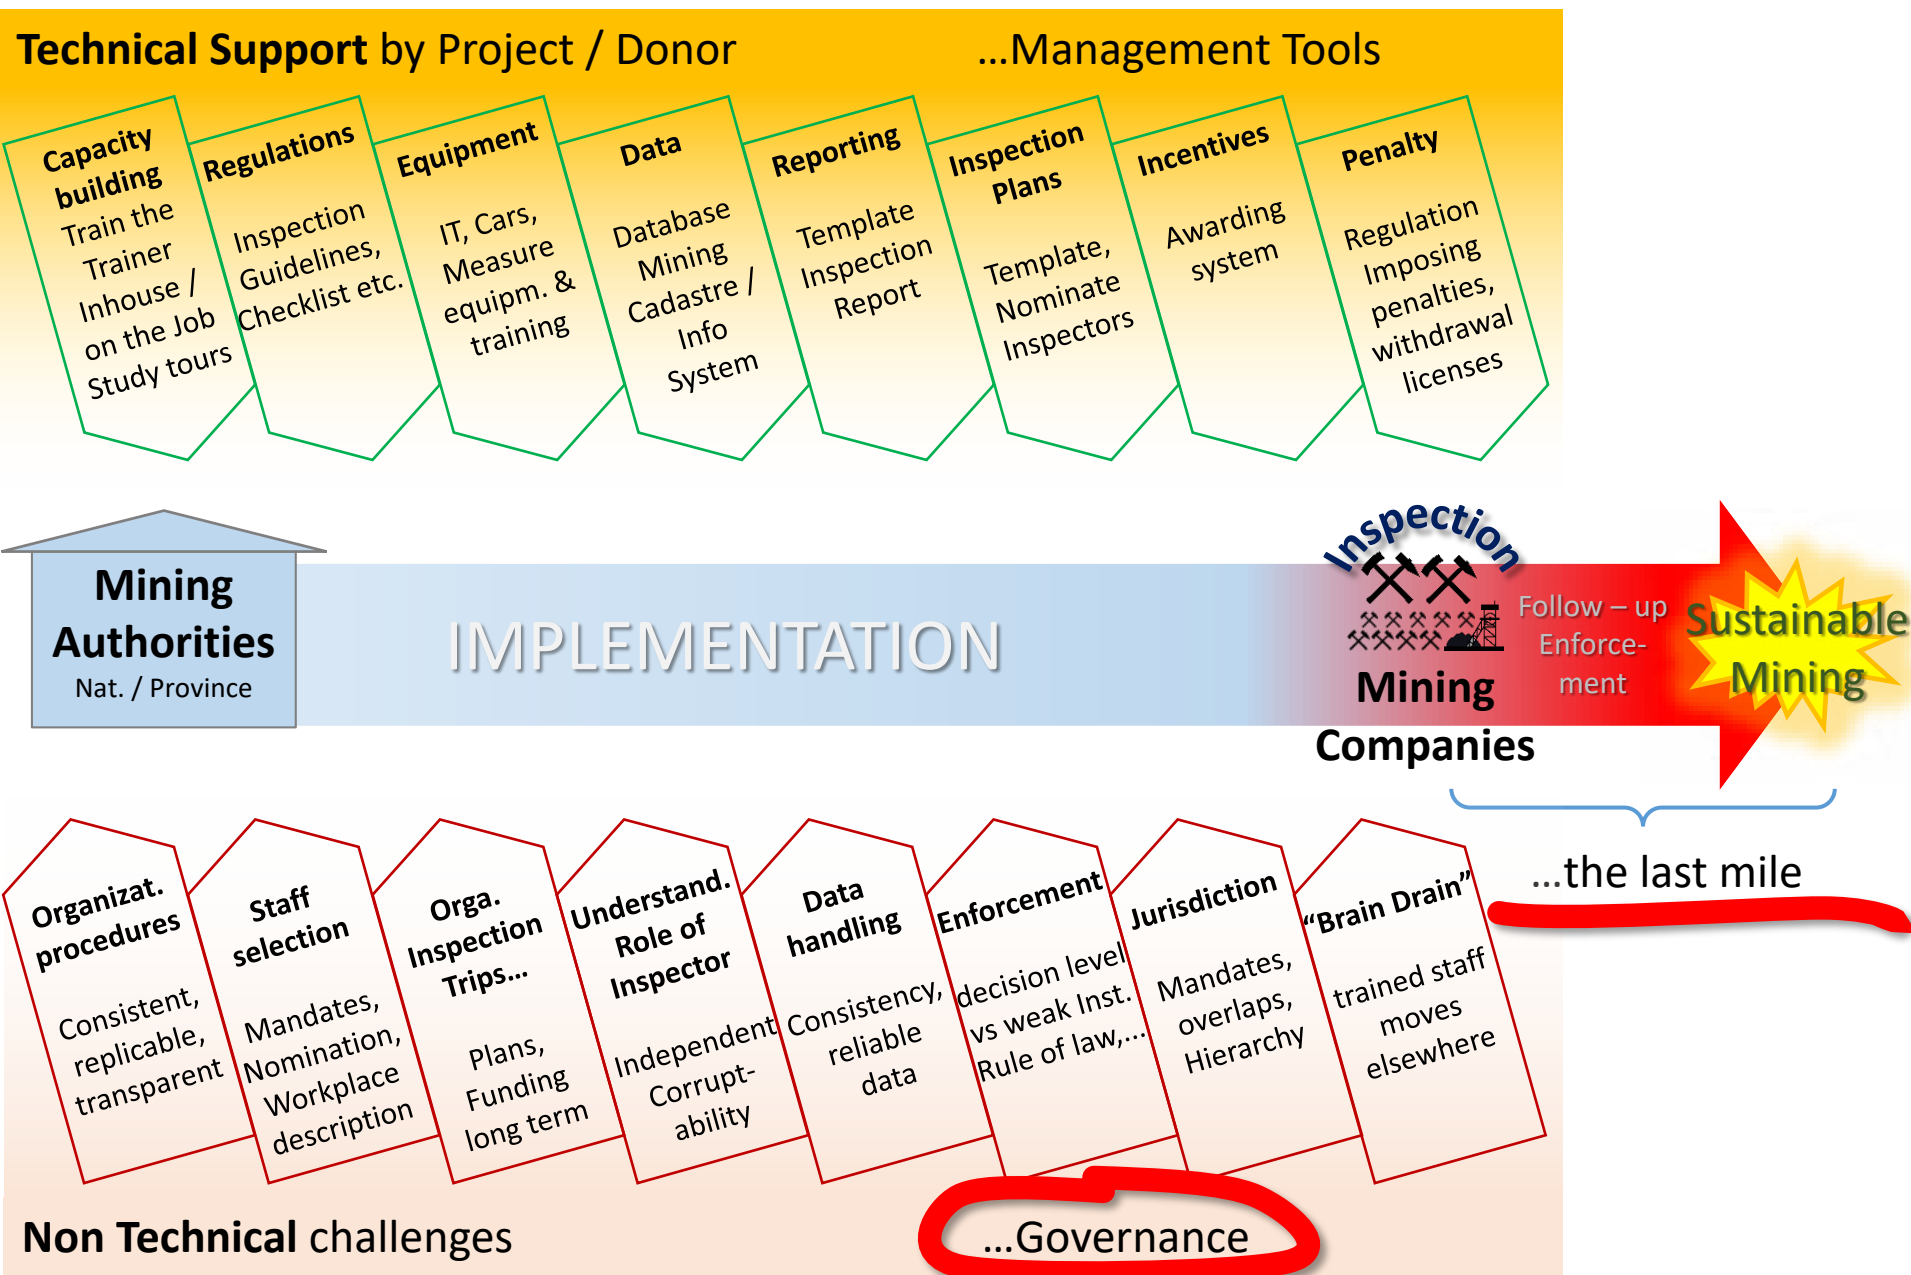 Technical Support by Project / Donor
...Management Tools
Capacity
building
Train the
Trainer
Inhouse /
on the Job
Study tours
Regulations
Inspection
Guidelines,
Checklist etc.
Equipment
IT, Cars,
Measure
equipm. &
training
Data
Database
Mining
Cadastre /
Info
System
Reporting
Template
Inspection
Report
Inspection
Plans
Template,
Nominate
Inspectors
Incentives
Awarding
system
Penalty
Regulation
Imposing
penalties,
withdrawal
licenses
Mining
Authorities
Nat. / Province
IMPLEMENTATION
Inspection
Mining
Companies
Follow – up
Enforce-
ment
Sustainable
Mining
...the last mile
Organizat.
procedures
Consistent,
replicable,
transparent
Staff
selection
Mandates,
Nomination,
Workplace
description
Orga.
Inspection
Trips...
Plans,
Funding
long term
Understand.
Role of
Inspector
Independent
Corrupt-
ability
Data
handling
Consistency,
reliable
data
Enforcement
decision level
vs weak Inst.
Rule of law,...
Jurisdiction
Mandates,
overlaps,
Hierarchy
“Brain Drain”
trained staff
moves
elsewhere
Non Technical challenges
...Governance